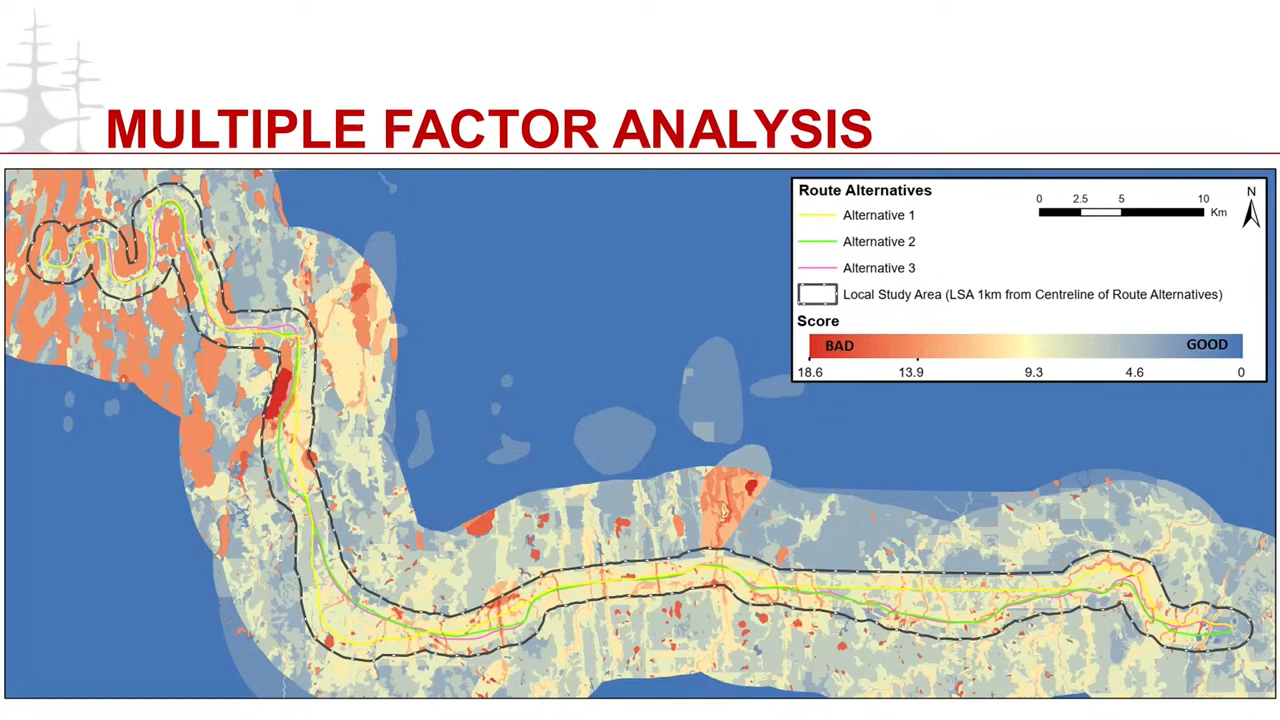 MULTIPLE FACTOR ANALYSIS
Route Alternatives
Alternative 1
Alternative 2
Alternative 3
Local Study Area (LSA 1km from Centreline of Route Alternatives)
0 2.5 5 10
Km
N
Score
BAD GOOD
18.6 13.9 9.3 4.6 0